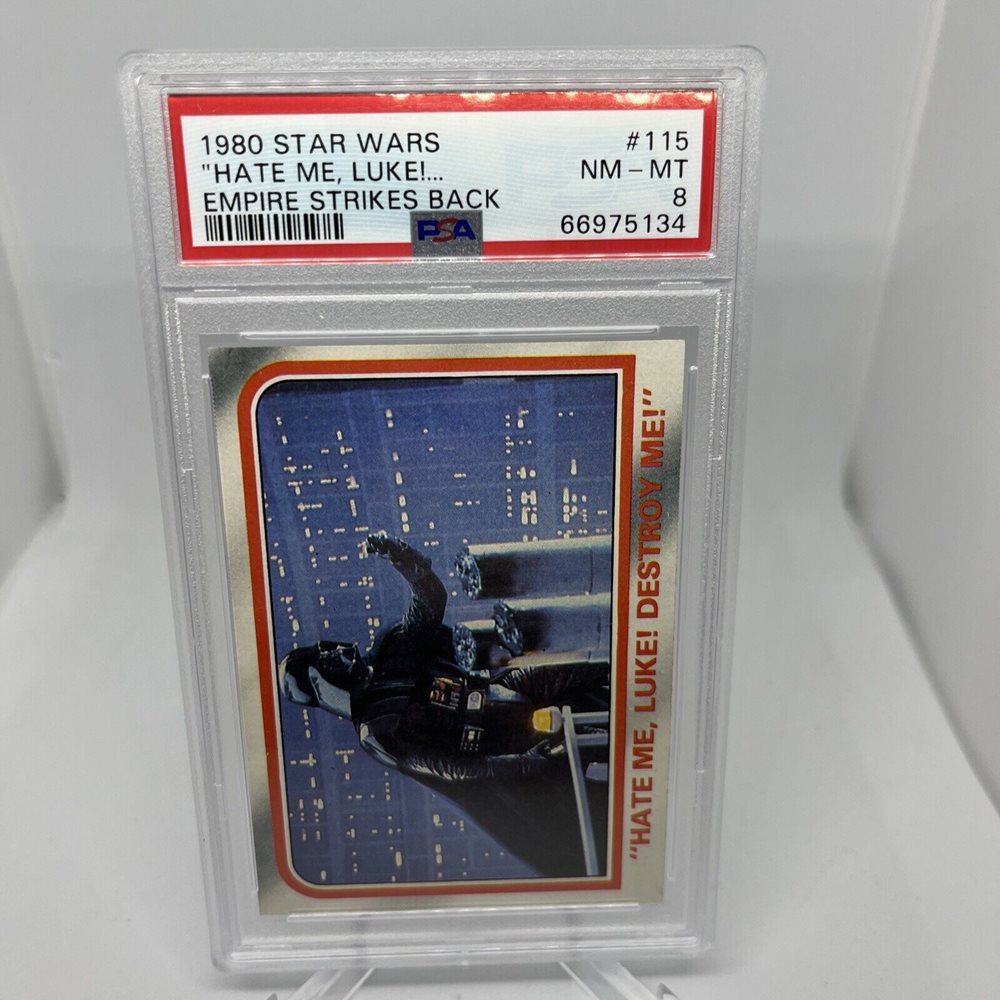 1980 STAR WARS #115
"HATE ME, LUKE!... NM - MT
EMPIRE STRIKES BACK 8
PSA 66975134
"HATE ME, LUKE! DESTROY ME!"